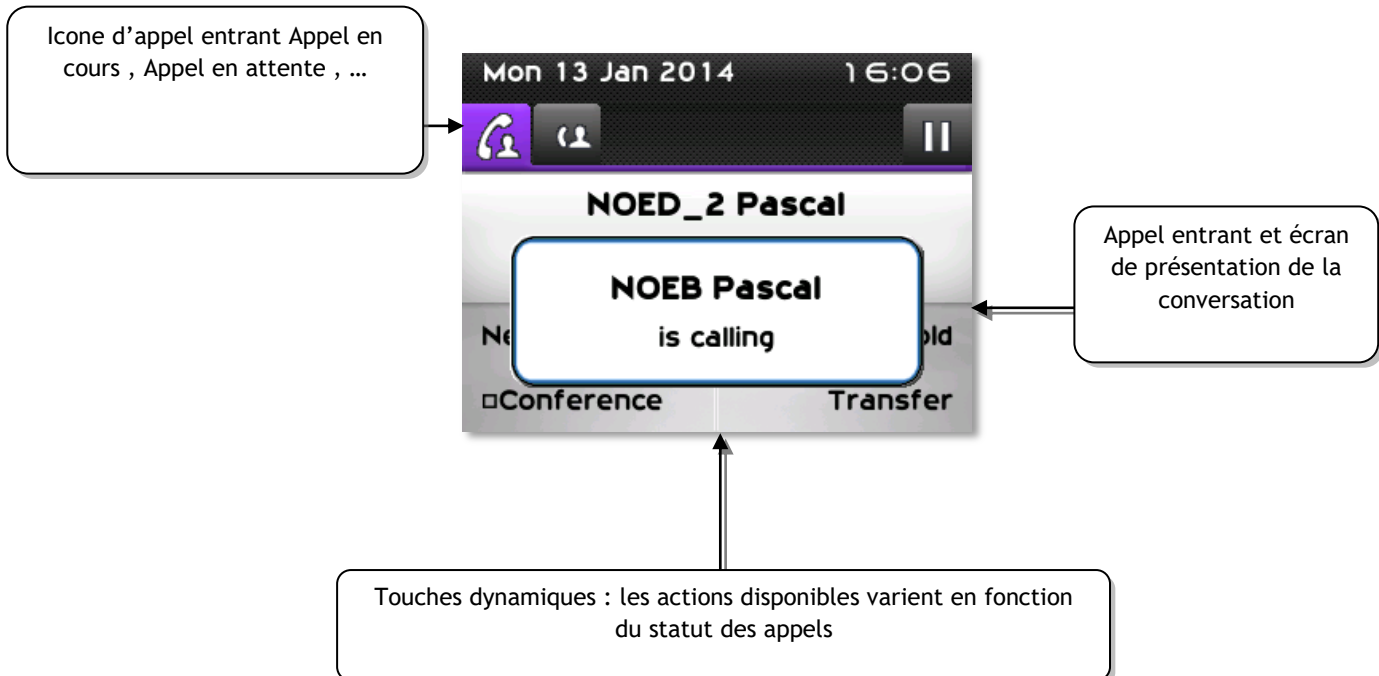 Icone d’appel entrant Appel en
cours , Appel en attente , …
Mon 13 Jan 2014 16:06
NOED_2 Pascal
NOEB Pascal
is calling
Ne old
Conference Transfer
Appel entrant et écran
de présentation de la
conversation
Touches dynamiques : les actions disponibles varient en fonction
du statut des appels